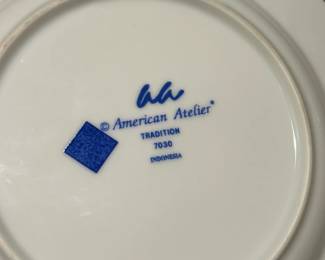 aa
© American Atelier®
TRADITION
7030
INDONESIA